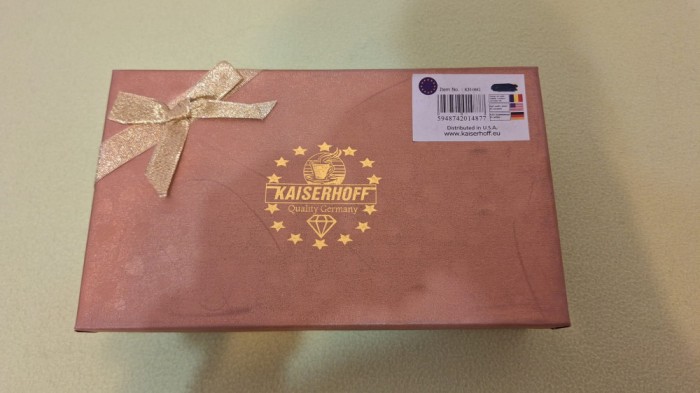 KAISERHOFF
Quality Germany
Item No
5948742014877
Distributed in U.S.A.
www.kaiserhoff.eu